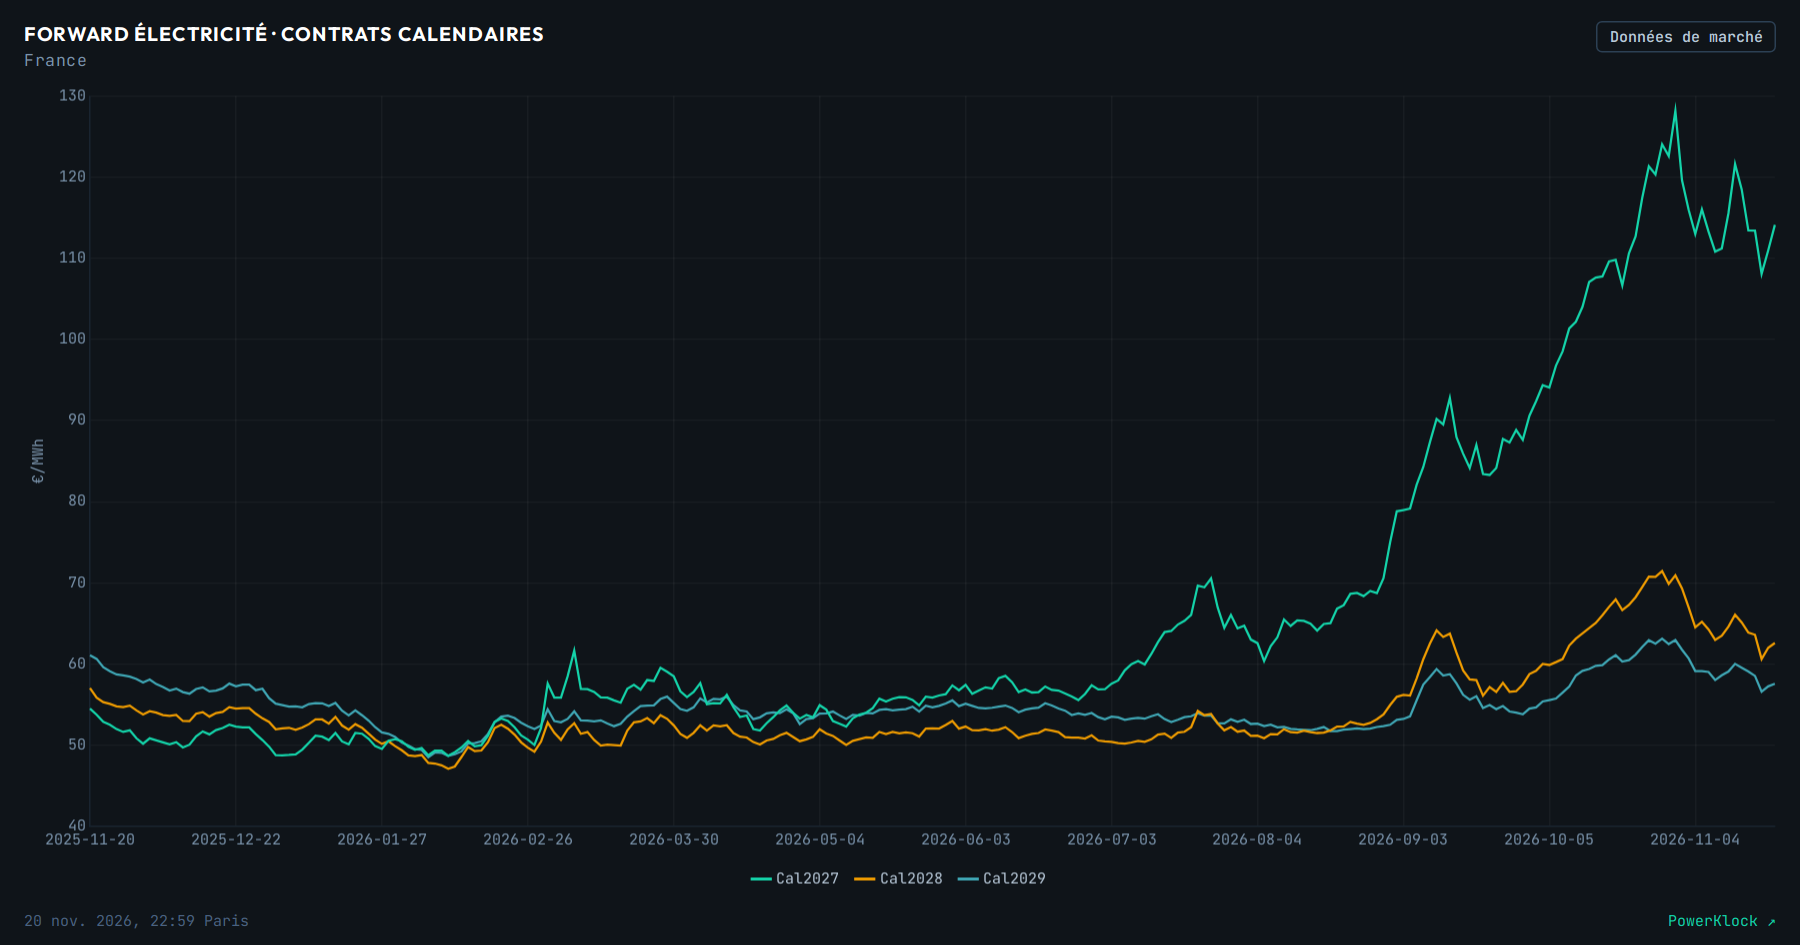 FORWARD ÉLECTRICITÉ · CONTRATS CALENDAIRES
Données de marché
France
130
120
110
100
90
80
70
60
50
40
€/MWh
2025-11-20 2025-12-22 2026-01-27 2026-02-26 2026-03-30 2026-05-04 2026-06-03 2026-07-03 2026-08-04 2026-09-03 2026-10-05 2026-11-04
Cal2027 Cal2028 Cal2029
20 nov. 2026, 22:59 Paris
PowerKlock ↗